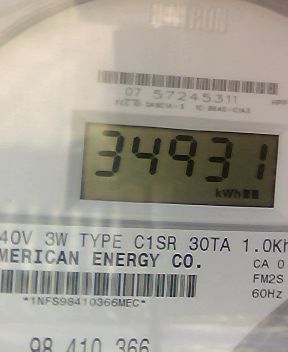 07 57245311
34931
kWh
40V 3W TYPE C1SR 30TA 1.0Kh
MERICAN ENERGY CO.
CA 0
FM2S
60Hz
*1NFS98410366MEC*
98 410 366